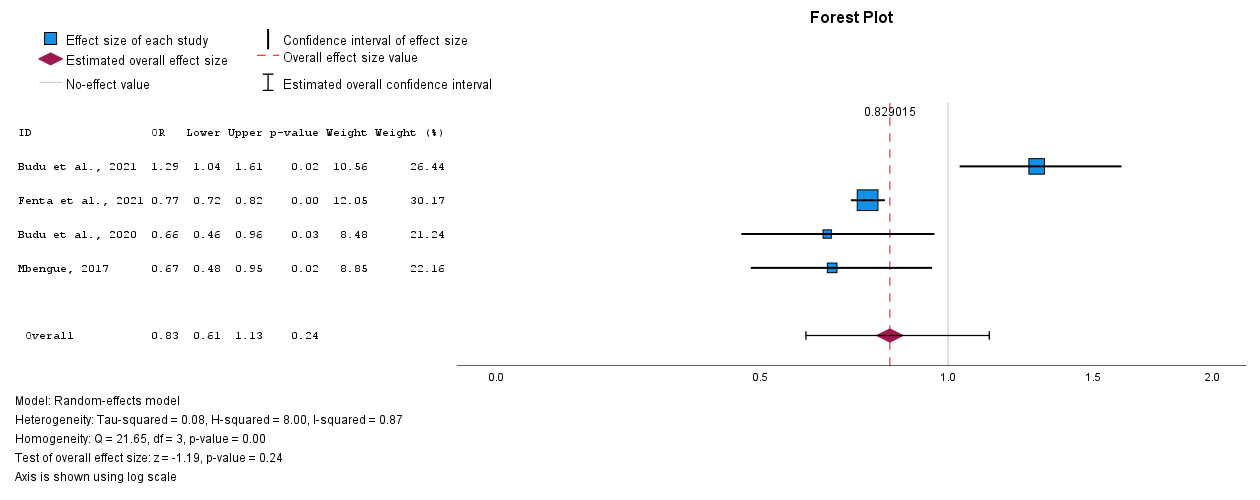 Forest Plot
Effect size of each study
Confidence interval of effect size
Estimated overall effect size
Overall effect size value
No-effect value
Estimated overall confidence interval
0.829015
ID OR Lower Upper p-value Weight Weight (%)
Budu et al., 2021 1.29 1.04 1.61 0.02 10.56 26.44
Fenta et al., 2021 0.77 0.72 0.82 0.00 12.05 30.17
Budu et al., 2020 0.66 0.46 0.96 0.03 8.48 21.24
Mbengue, 2017 0.67 0.48 0.95 0.02 8.85 22.16
Overall 0.83 0.61 1.13 0.24
0.0 0.5 1.0 1.5 2.0
Model: Random-effects model
Heterogeneity: Tau-squared = 0.08, H-squared = 8.00, I-squared = 0.87
Homogeneity: Q = 21.65, df = 3, p-value = 0.00
Test of overall effect size: z = -1.19, p-value = 0.24
Axis is shown using log scale